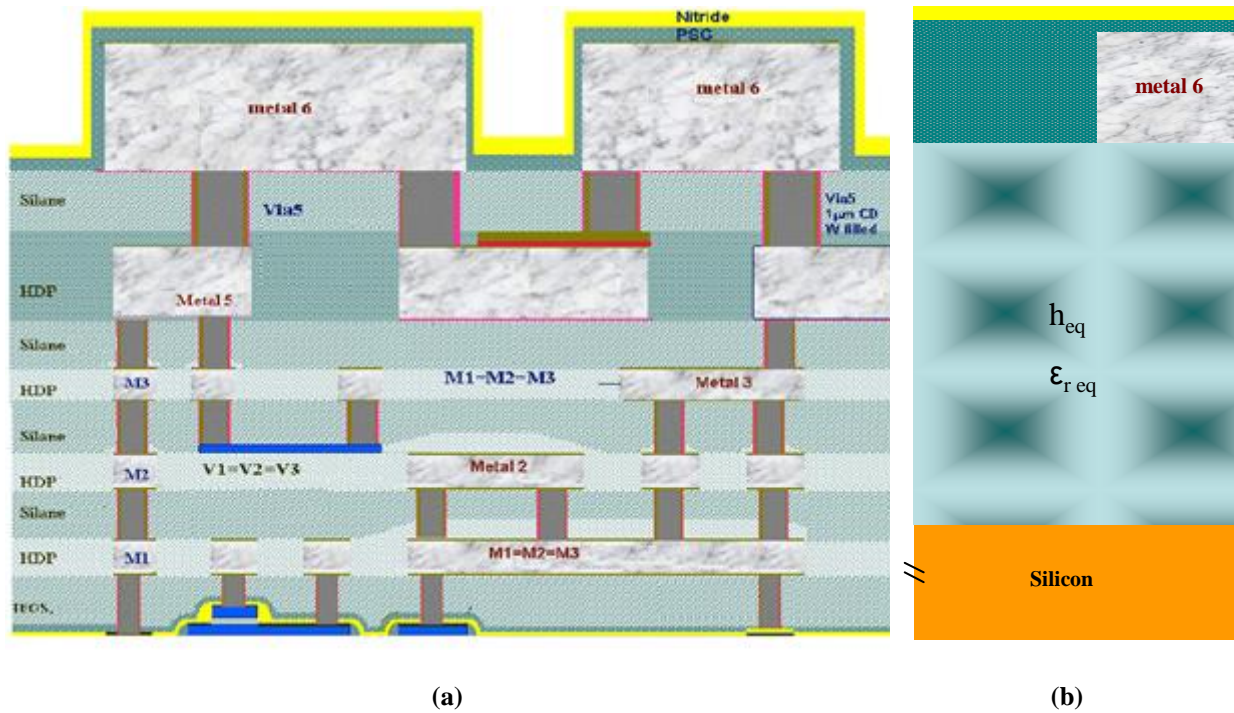 Nitride
PSG
metal 6
metal 6
metal 6
Silane
Via5
Via5
1μm CD
W filled
HDP
Metal 5
Silane
HDP
M3
M1=M2=M3
Metal 3
Silane
HDP
M2
V1=V2=V3
Metal 2
Silane
HDP
M1
M1=M2=M3
TEOS,
h eq
ε r eq
Silicon
(a)
(b)